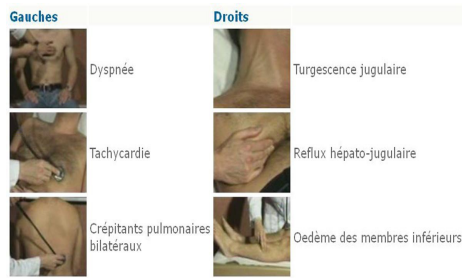 Gauches Droits
Dyspnée Turgescence jugulaire
Tachycardie Reflux hépato-jugulaire
Crépitants pulmonaires
bilatéraux Oedème des membres inférieurs